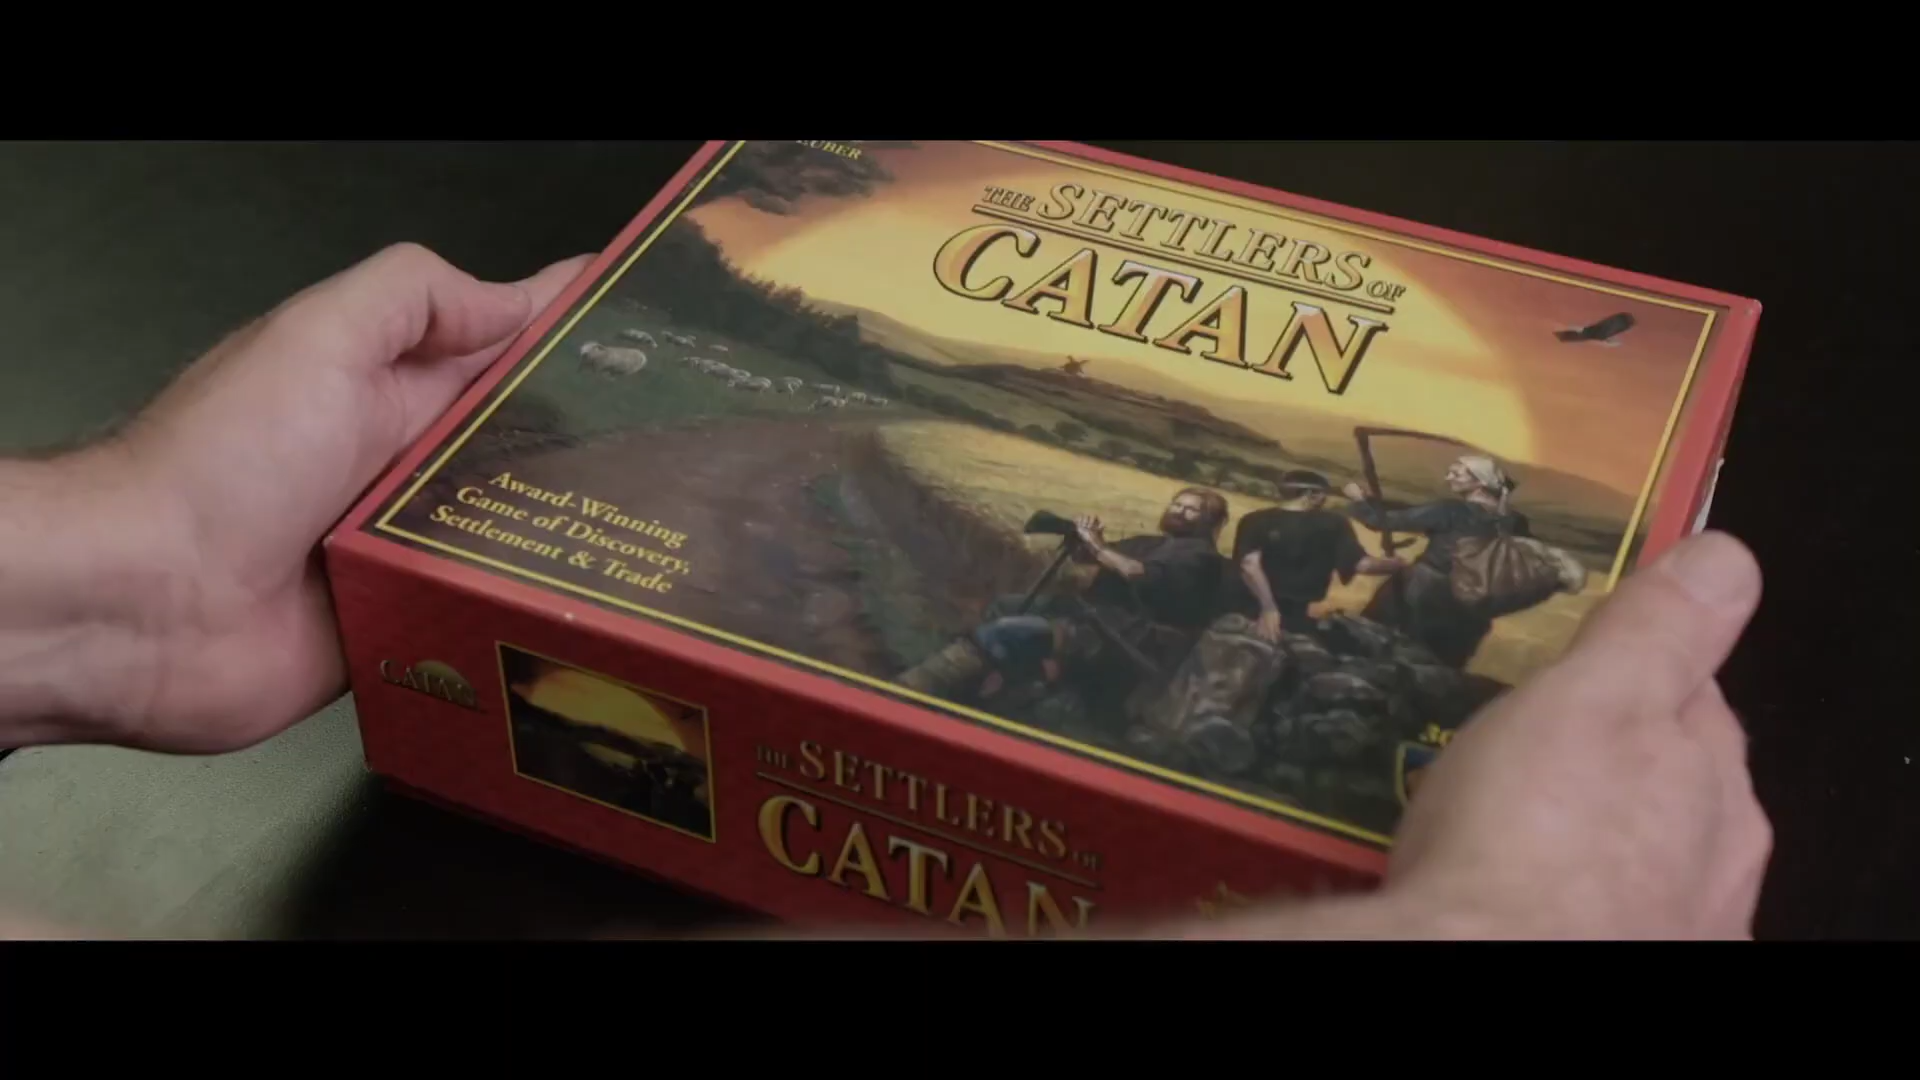 THE SETTLERS OF
CATAN
Award-Winning
Game of Discovery,
Settlement & Trade
CATAN
THE SETTLERS OF
CATAN